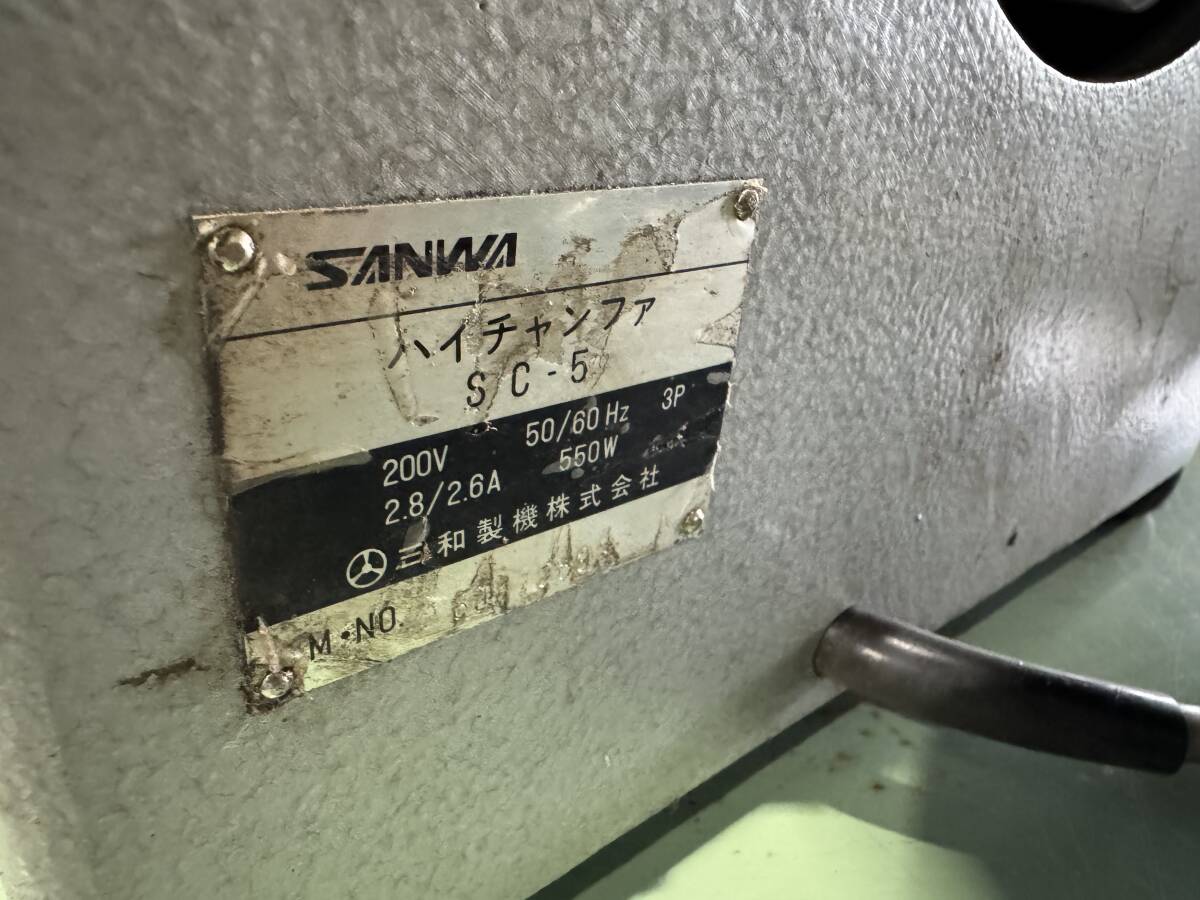 SANWA
ハイチャンファ
SC-5
200V 50/60Hz 3P
2.8/2.6A 550W
三和製機株式会社
M・NO.